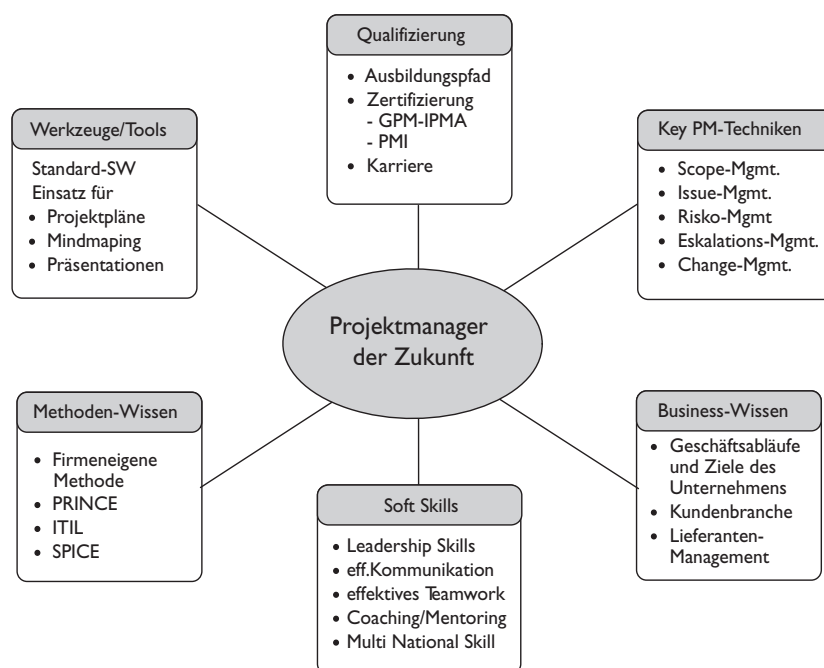 Qualifizierung
• Ausbildungspfad
• Zertifizierung
- GPM-IPMA
- PMI
• Karriere
Werkzeuge/Tools
Standard-SW
Einsatz für
• Projektpläne
• Mindmaping
• Präsentationen
Key PM-Techniken
• Scope-Mgmt.
• Issue-Mgmt.
• Risko-Mgmt
• Eskalations-Mgmt.
• Change-Mgmt.
Projektmanager
der Zukunft
Methoden-Wissen
• Firmeneigene
Methode
• PRINCE
• ITIL
• SPICE
Soft Skills
• Leadership Skills
• eff.Kommunikation
• effektives Teamwork
• Coaching/Mentoring
• Multi National Skill
Business-Wissen
• Geschäftsabläufe
und Ziele des
Unternehmens
• Kundenbranche
• Lieferanten-
Management